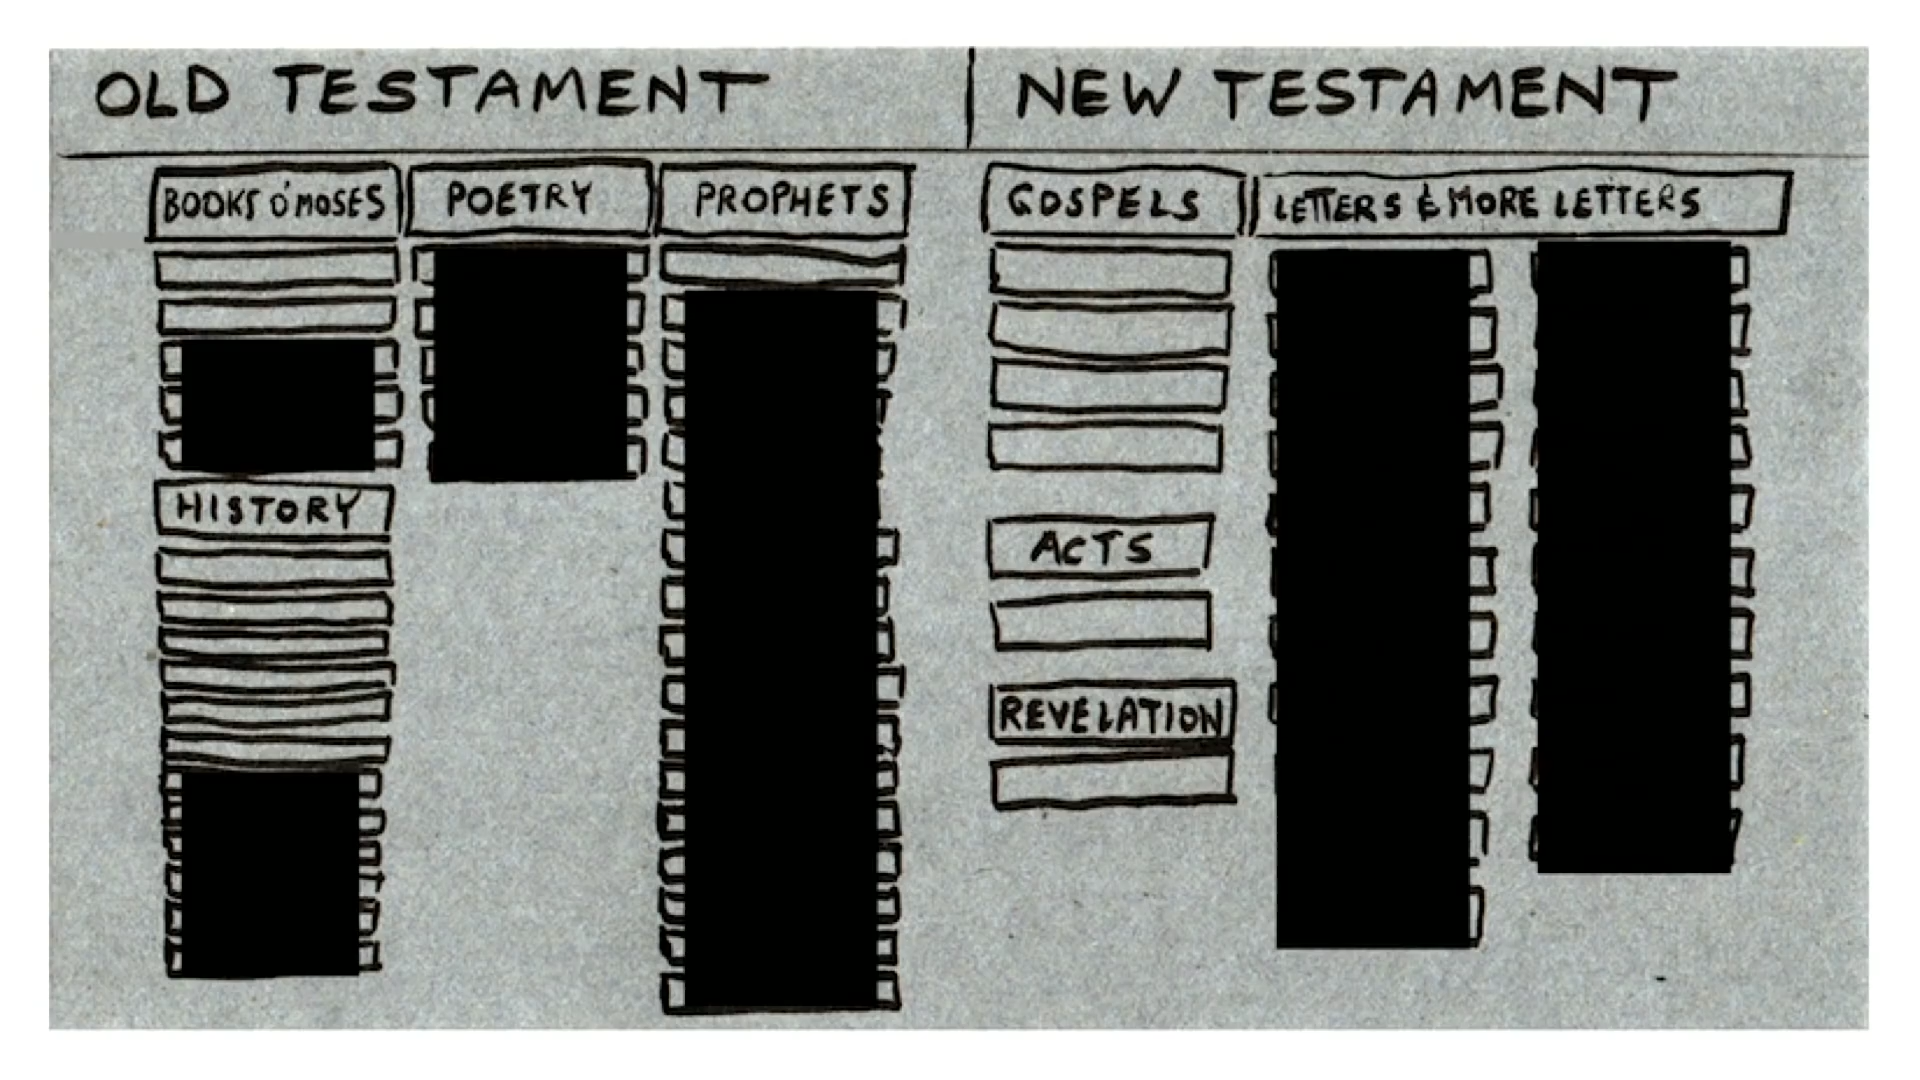 OLD TESTAMENT
NEW TESTAMENT
BOOKS O'MOSES
POETRY
PROPHETS
GOSPELS
LETTERS & MORE LETTERS
HISTORY
ACTS
REVELATION